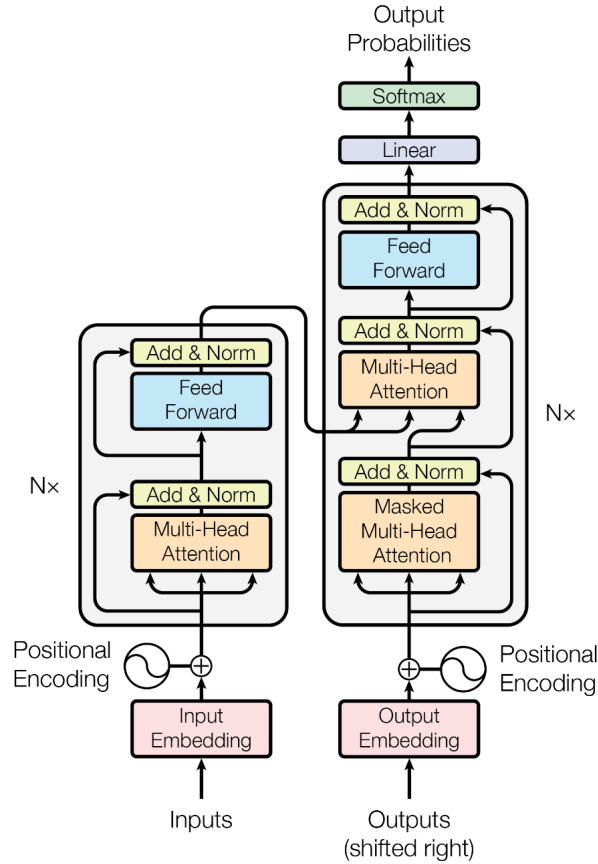 Output
Probabilities
Softmax
Linear
Add & Norm
Feed
Forward
Add & Norm
Multi-Head
Attention
Add & Norm
Masked
Multi-Head
Attention
N×
Add & Norm
Feed
Forward
Add & Norm
Multi-Head
Attention
N×
Positional
Encoding
Positional
Encoding
Input
Embedding
Output
Embedding
Inputs
Outputs
(shifted right)